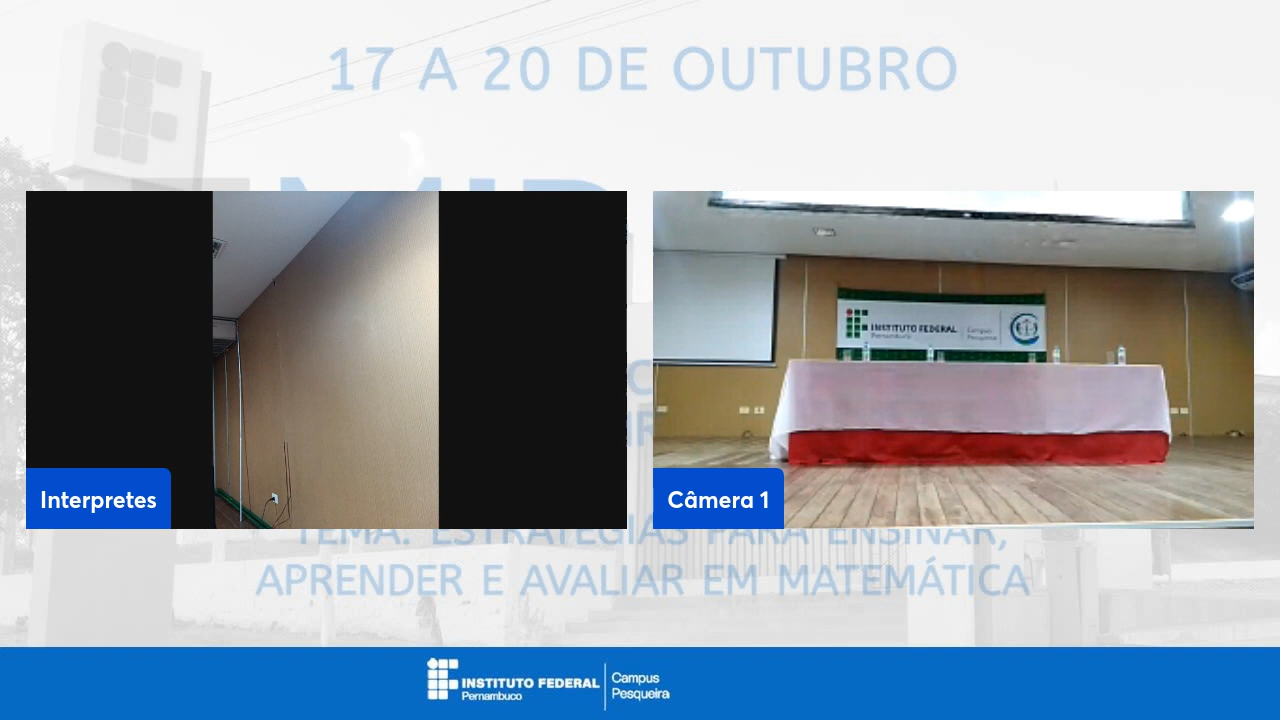 17 A 20 DE OUTUBRO
INSTITUTO FEDERAL
Pernambuco
Campus
Pesqueira
Interpretes
Câmera 1
TEMA: ESTRATÉGIAS PARA ENSINAR,
APRENDER E AVALIAR EM MATEMÁTICA
INSTITUTO FEDERAL
Pernambuco
Campus
Pesqueira